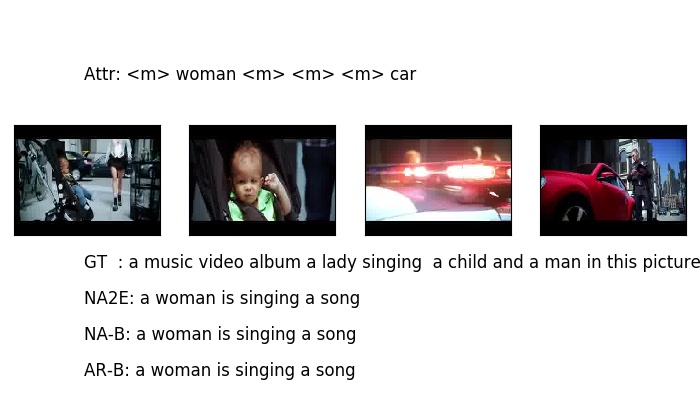 Attr: <m> woman <m> <m> <m> car
GT : a music video album a lady singing a child and a man in this picture
NA2E: a woman is singing a song
NA-B: a woman is singing a song
AR-B: a woman is singing a song